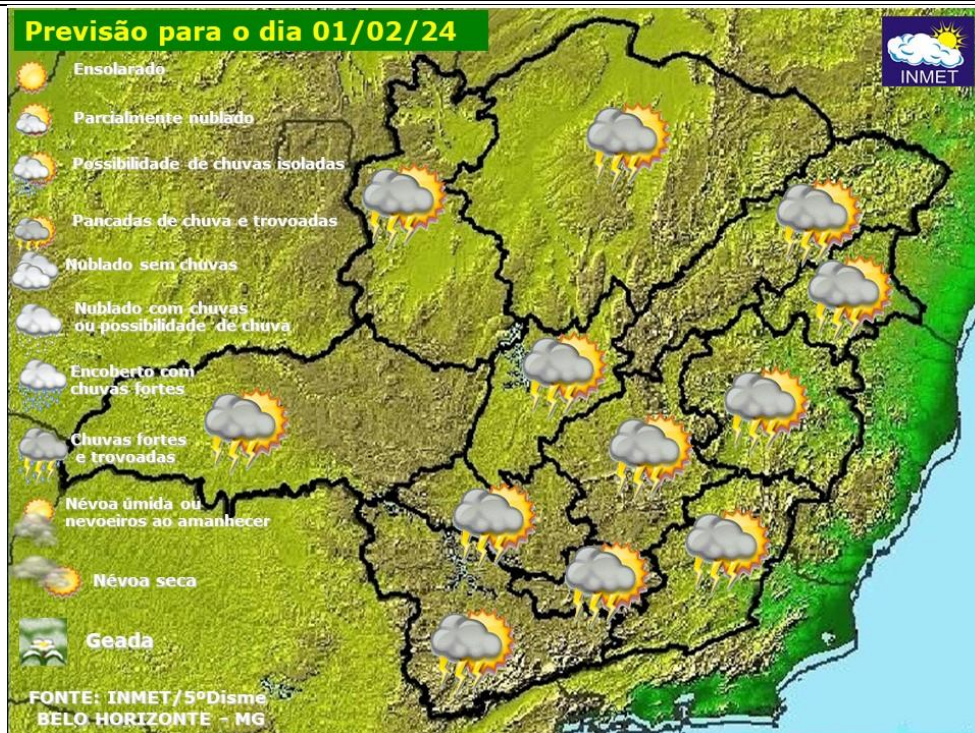 Previsão para o dia 01/02/24
INMET
Ensolarado
Parcialmente nublado
Possibilidade de chuvas isoladas
Pancadas de chuva e trovoadas
Nublado sem chuvas
Nublado com chuvas
ou possibilidade de chuva
Encoberto com
chuvas fortes
Chuvas fortes
e trovoadas
Névoa úmida ou
nevoeiros ao amanhecer
Névoa seca
Geada
FONTE: INMET/5ºDisme
BELO HORIZONTE - MG